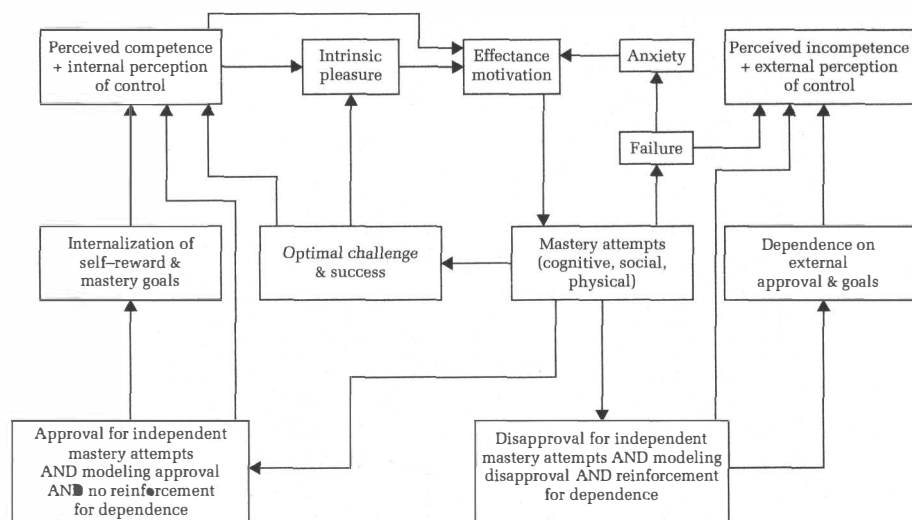 Perceived competence
+ internal perception
of control
Intrinsic
pleasure
Effectance
motivation
Anxiety
Perceived incompetence
+ external perception
of control
Failure
Internalization of
self–reward &
mastery goals
Optimal challenge
& success
Mastery attempts
(cognitive, social,
physical)
Dependence on
external
approval & goals
Approval for independent
mastery attempts
AND modeling approval
AND no reinforcement
for dependence
Disapproval for independent
mastery attempts AND modeling
disapproval AND reinforcement
for dependence